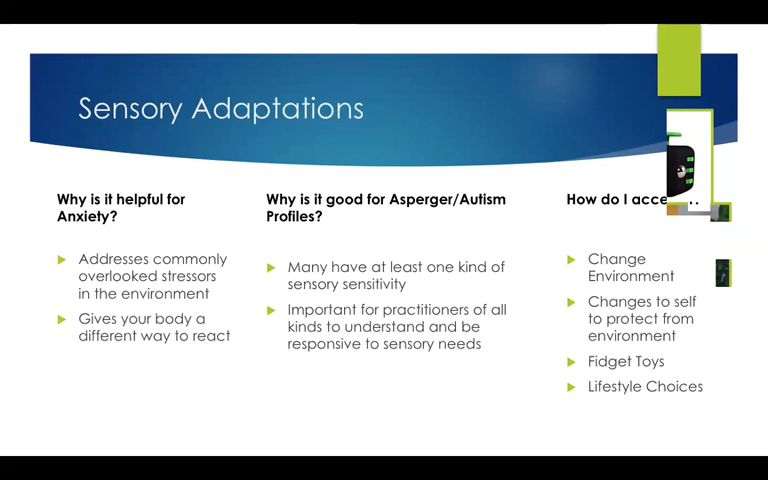 Sensory Adaptations
Why is it helpful for
Anxiety?
Addresses commonly
overlooked stressors
in the environment
Gives your body a
different way to react
Why is it good for Asperger/Autism
Profiles?
Many have at least one kind of
sensory sensitivity
Important for practitioners of all
kinds to understand and be
responsive to sensory needs
How do I
Change
Environment
Changes to self
to protect from
environment
Fidget Toys
Lifestyle Choices